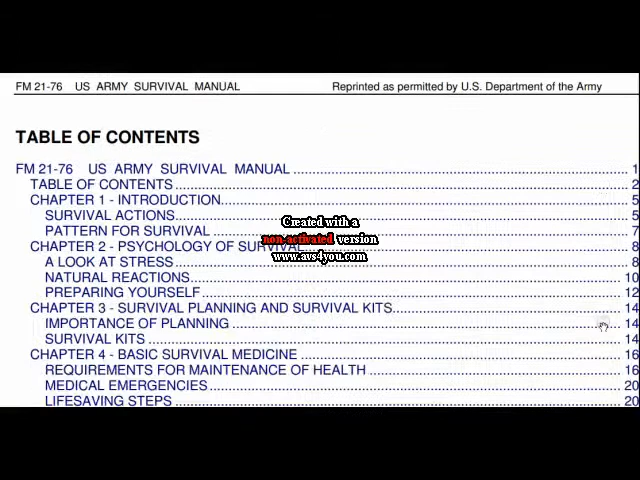 FM 21-76 US ARMY SURVIVAL MANUAL Reprinted as permitted by U.S. Department of the Army
TABLE OF CONTENTS
FM 21-76 US ARMY SURVIVAL MANUAL 1
TABLE OF CONTENTS 2
CHAPTER 1 - INTRODUCTION 5
SURVIVAL ACTIONS 5
PATTERN FOR SURVIVAL 7
CHAPTER 2 - PSYCHOLOGY OF SURVIVAL 8
A LOOK AT STRESS 8
NATURAL REACTIONS 10
PREPARING YOURSELF 12
CHAPTER 3 - SURVIVAL PLANNING AND SURVIVAL KITS 14
IMPORTANCE OF PLANNING 14
SURVIVAL KITS 14
CHAPTER 4 - BASIC SURVIVAL MEDICINE 16
REQUIREMENTS FOR MAINTENANCE OF HEALTH 16
MEDICAL EMERGENCIES 20
LIFESAVING STEPS 20
Created with a
non-activated version
www.avs4you.com